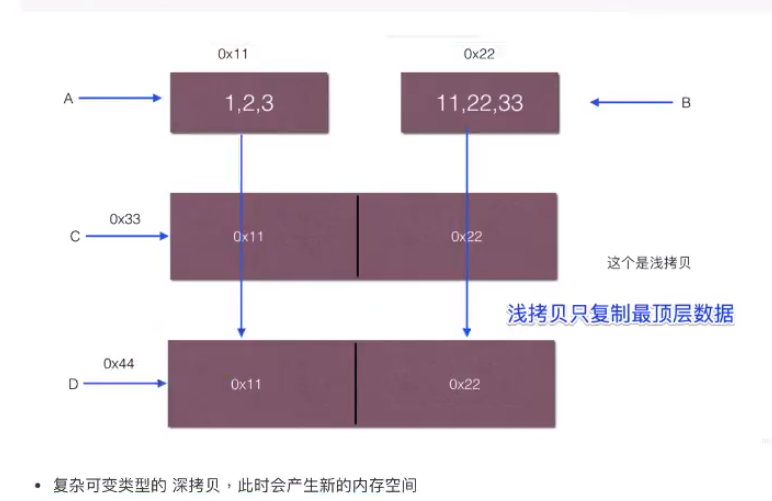 0x11
0x22
A
1,2,3
11,22,33
B
0x33
C
0x11
0x22
这个是浅拷贝
浅拷贝只复制最顶层数据
0x44
D
0x11
0x22
• 复杂可变类型的 深拷贝，此时会产生新的内存空间